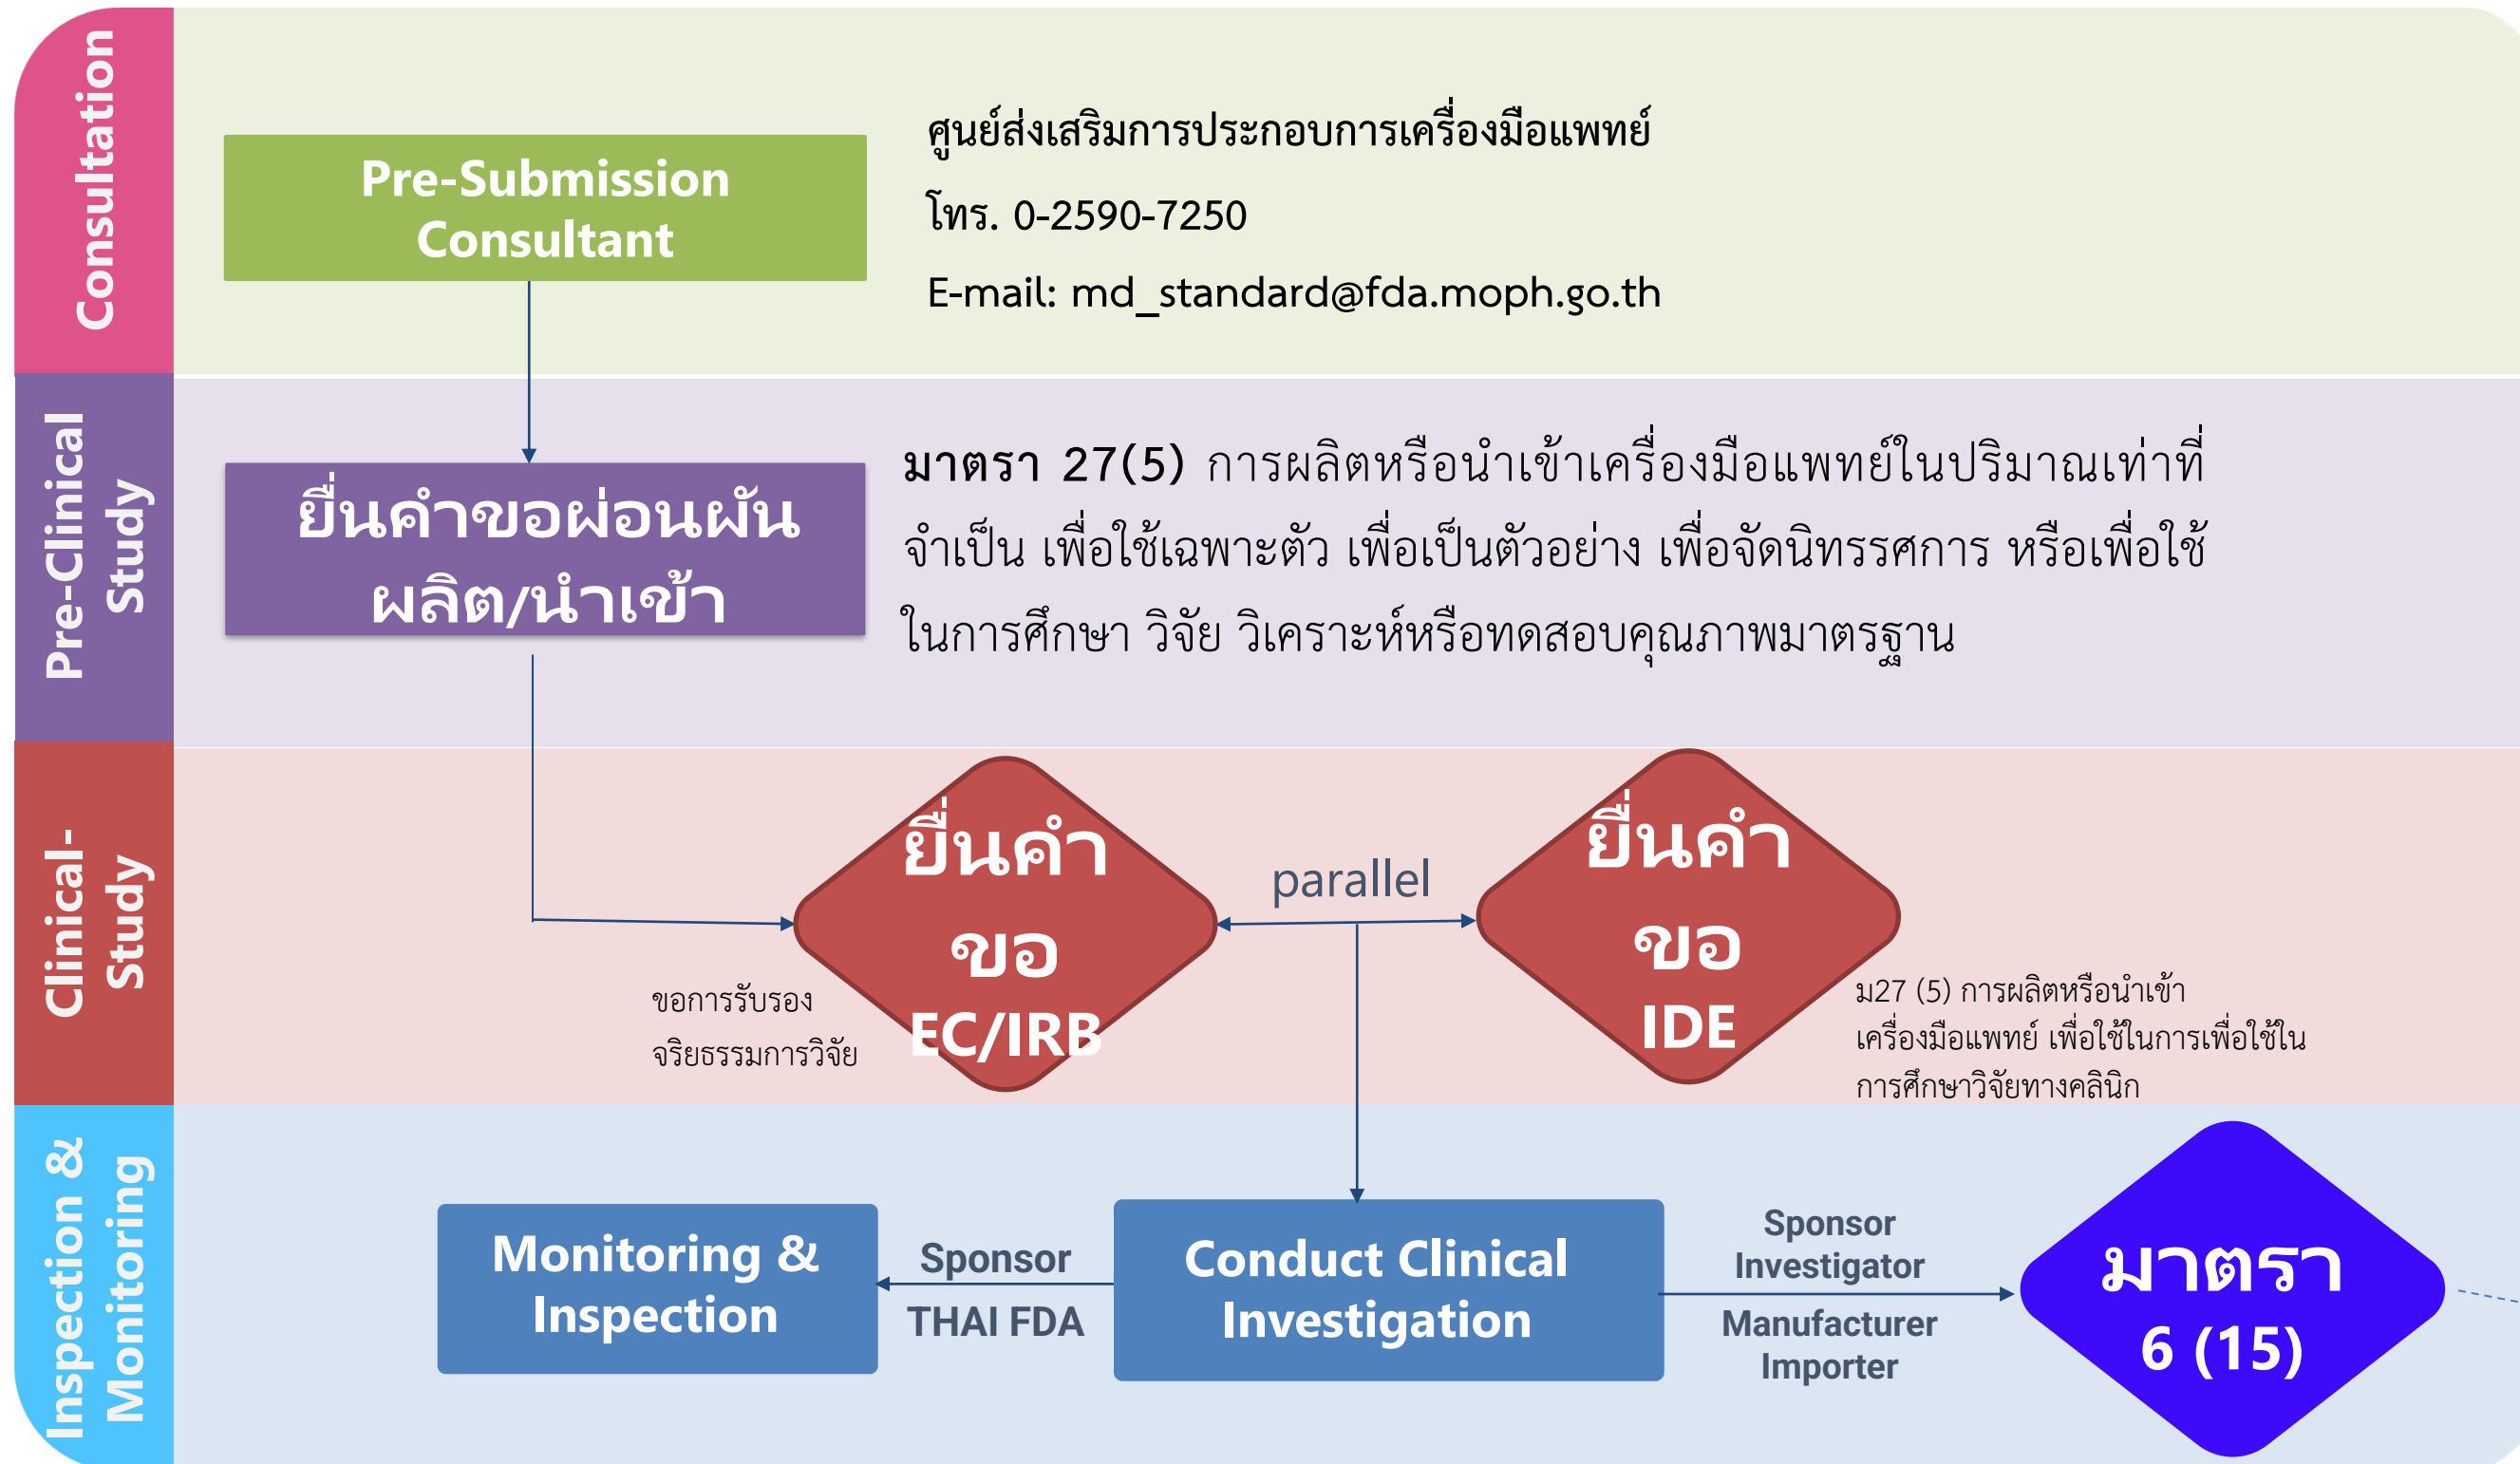 Consultation
Pre-Submission
Consultant
ศูนย์ส่งเสริมการประกอบการเครื่องมือแพทย์
โทร. 0-2590-7250
E-mail: md_standard@fda.moph.go.th
Pre-Clinical
Study
ยื่นคำขอผ่อนผัน
ผลิต/นำเข้า
มาตรา 27(5) การผลิตหรือนำเข้าเครื่องมือแพทย์ในปริมาณเท่าที่
จำเป็น เพื่อใช้เฉพาะตัว เพื่อเป็นตัวอย่าง เพื่อจัดนิทรรศการ หรือเพื่อใช้
ในการศึกษา วิจัย วิเคราะห์หรือทดสอบคุณภาพมาตรฐาน
Clinical-
Study
ขอการรับรอง
จริยธรรมการวิจัย
ยื่นคำ
ขอ
EC/IRB
parallel
ยื่นคำ
ขอ
IDE
ม27 (5) การผลิตหรือนำเข้า
เครื่องมือแพทย์ เพื่อใช้ในการเพื่อใช้ใน
การศึกษาวิจัยทางคลินิก
Inspection &
Monitoring
Monitoring &
Inspection
Sponsor
THAI FDA
Conduct Clinical
Investigation
Sponsor
Investigator
Manufacturer
Importer
มาตรา
6 (15)